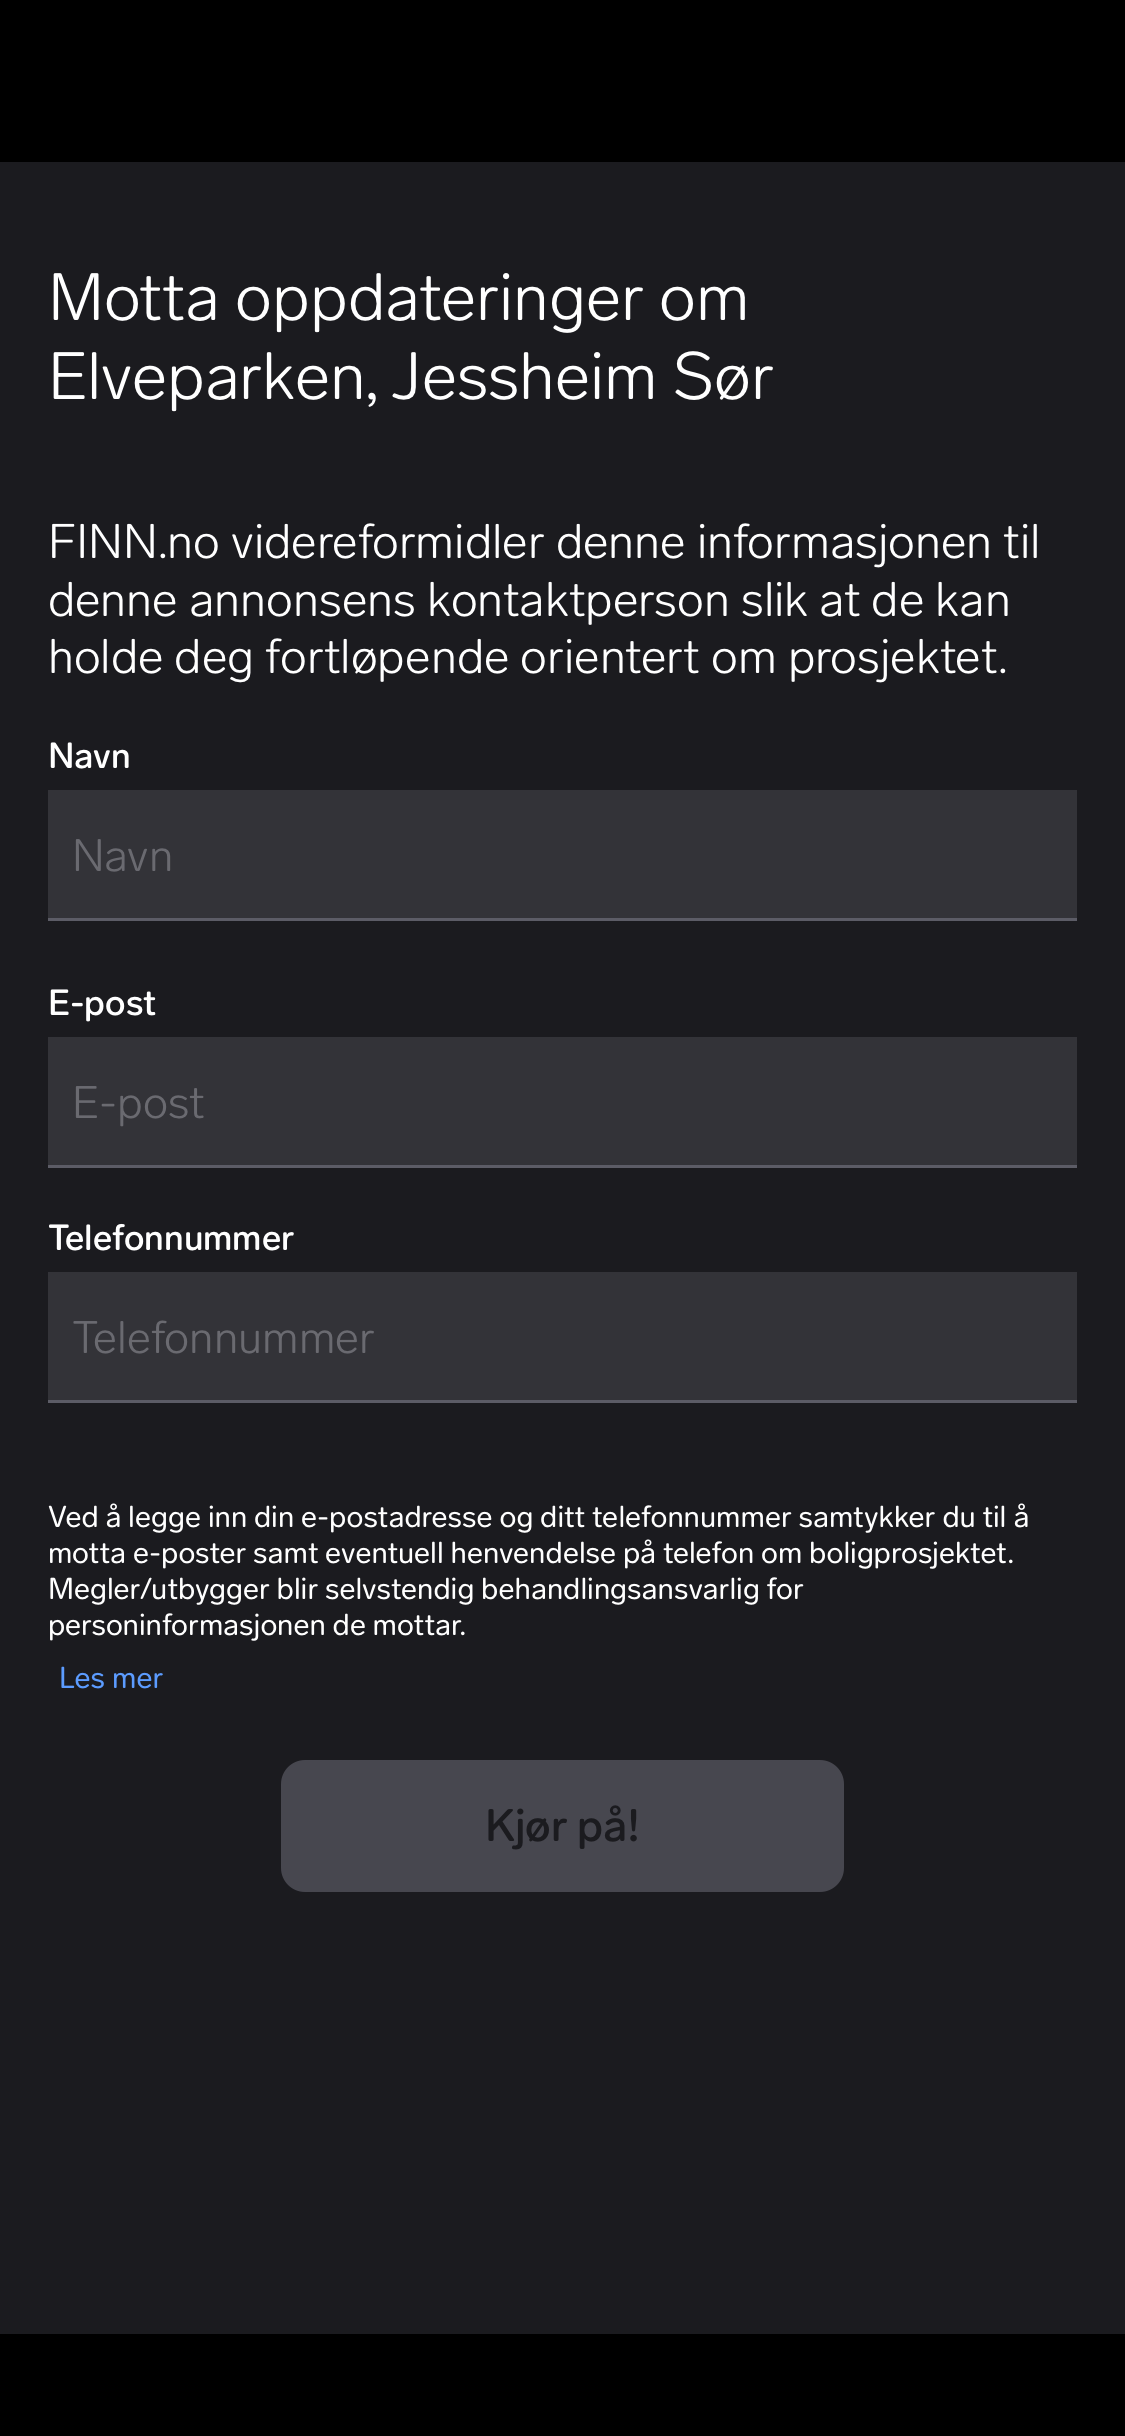 Motta oppdateringer om
Elveparken, Jessheim Sør
FINN.no videreformidler denne informasjonen til
denne annonsens kontaktperson slik at de kan
holde deg fortløpende orientert om prosjektet.
Navn
Navn
E-post
E-post
Telefonnummer
Telefonnummer
Ved å legge inn din e-postadresse og ditt telefonnummer samtykker du til å
motta e-poster samt eventuell henvendelse på telefon om boligprosjektet.
Megler/utbygger blir selvstendig behandlingsansvarlig for
personinformasjonen de mottar.
Les mer
Kjør på!